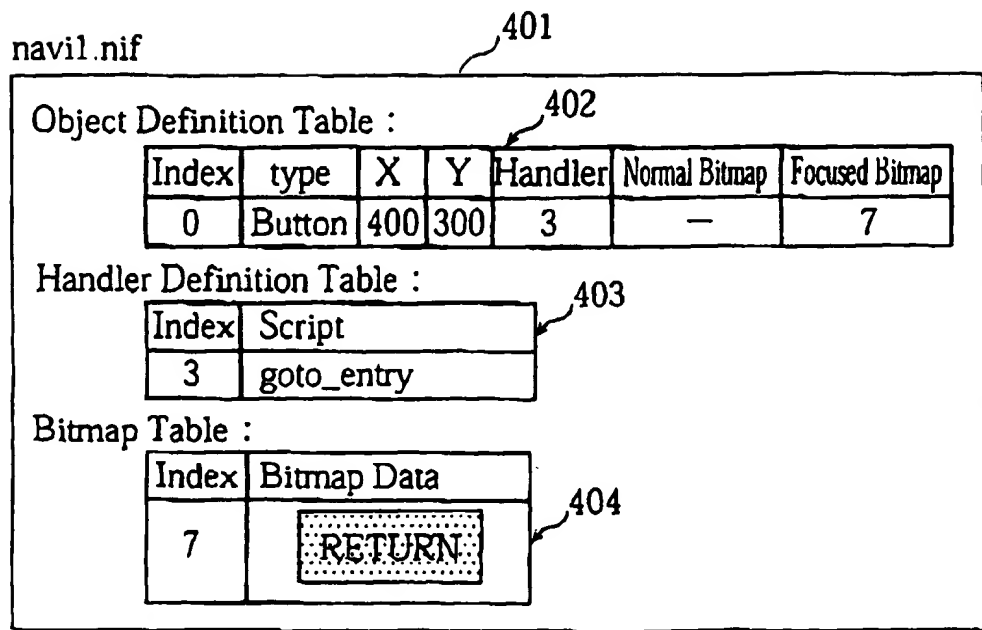 navi1.nif
401
Object Definition Table :
402
Index type X Y Handler Normal Bitmap Focused Bitmap
0 Button 400 300 3 — 7
Handler Definition Table :
403
Index Script
3 goto_entry
Bitmap Table :
Index Bitmap Data
404
7 RETURN